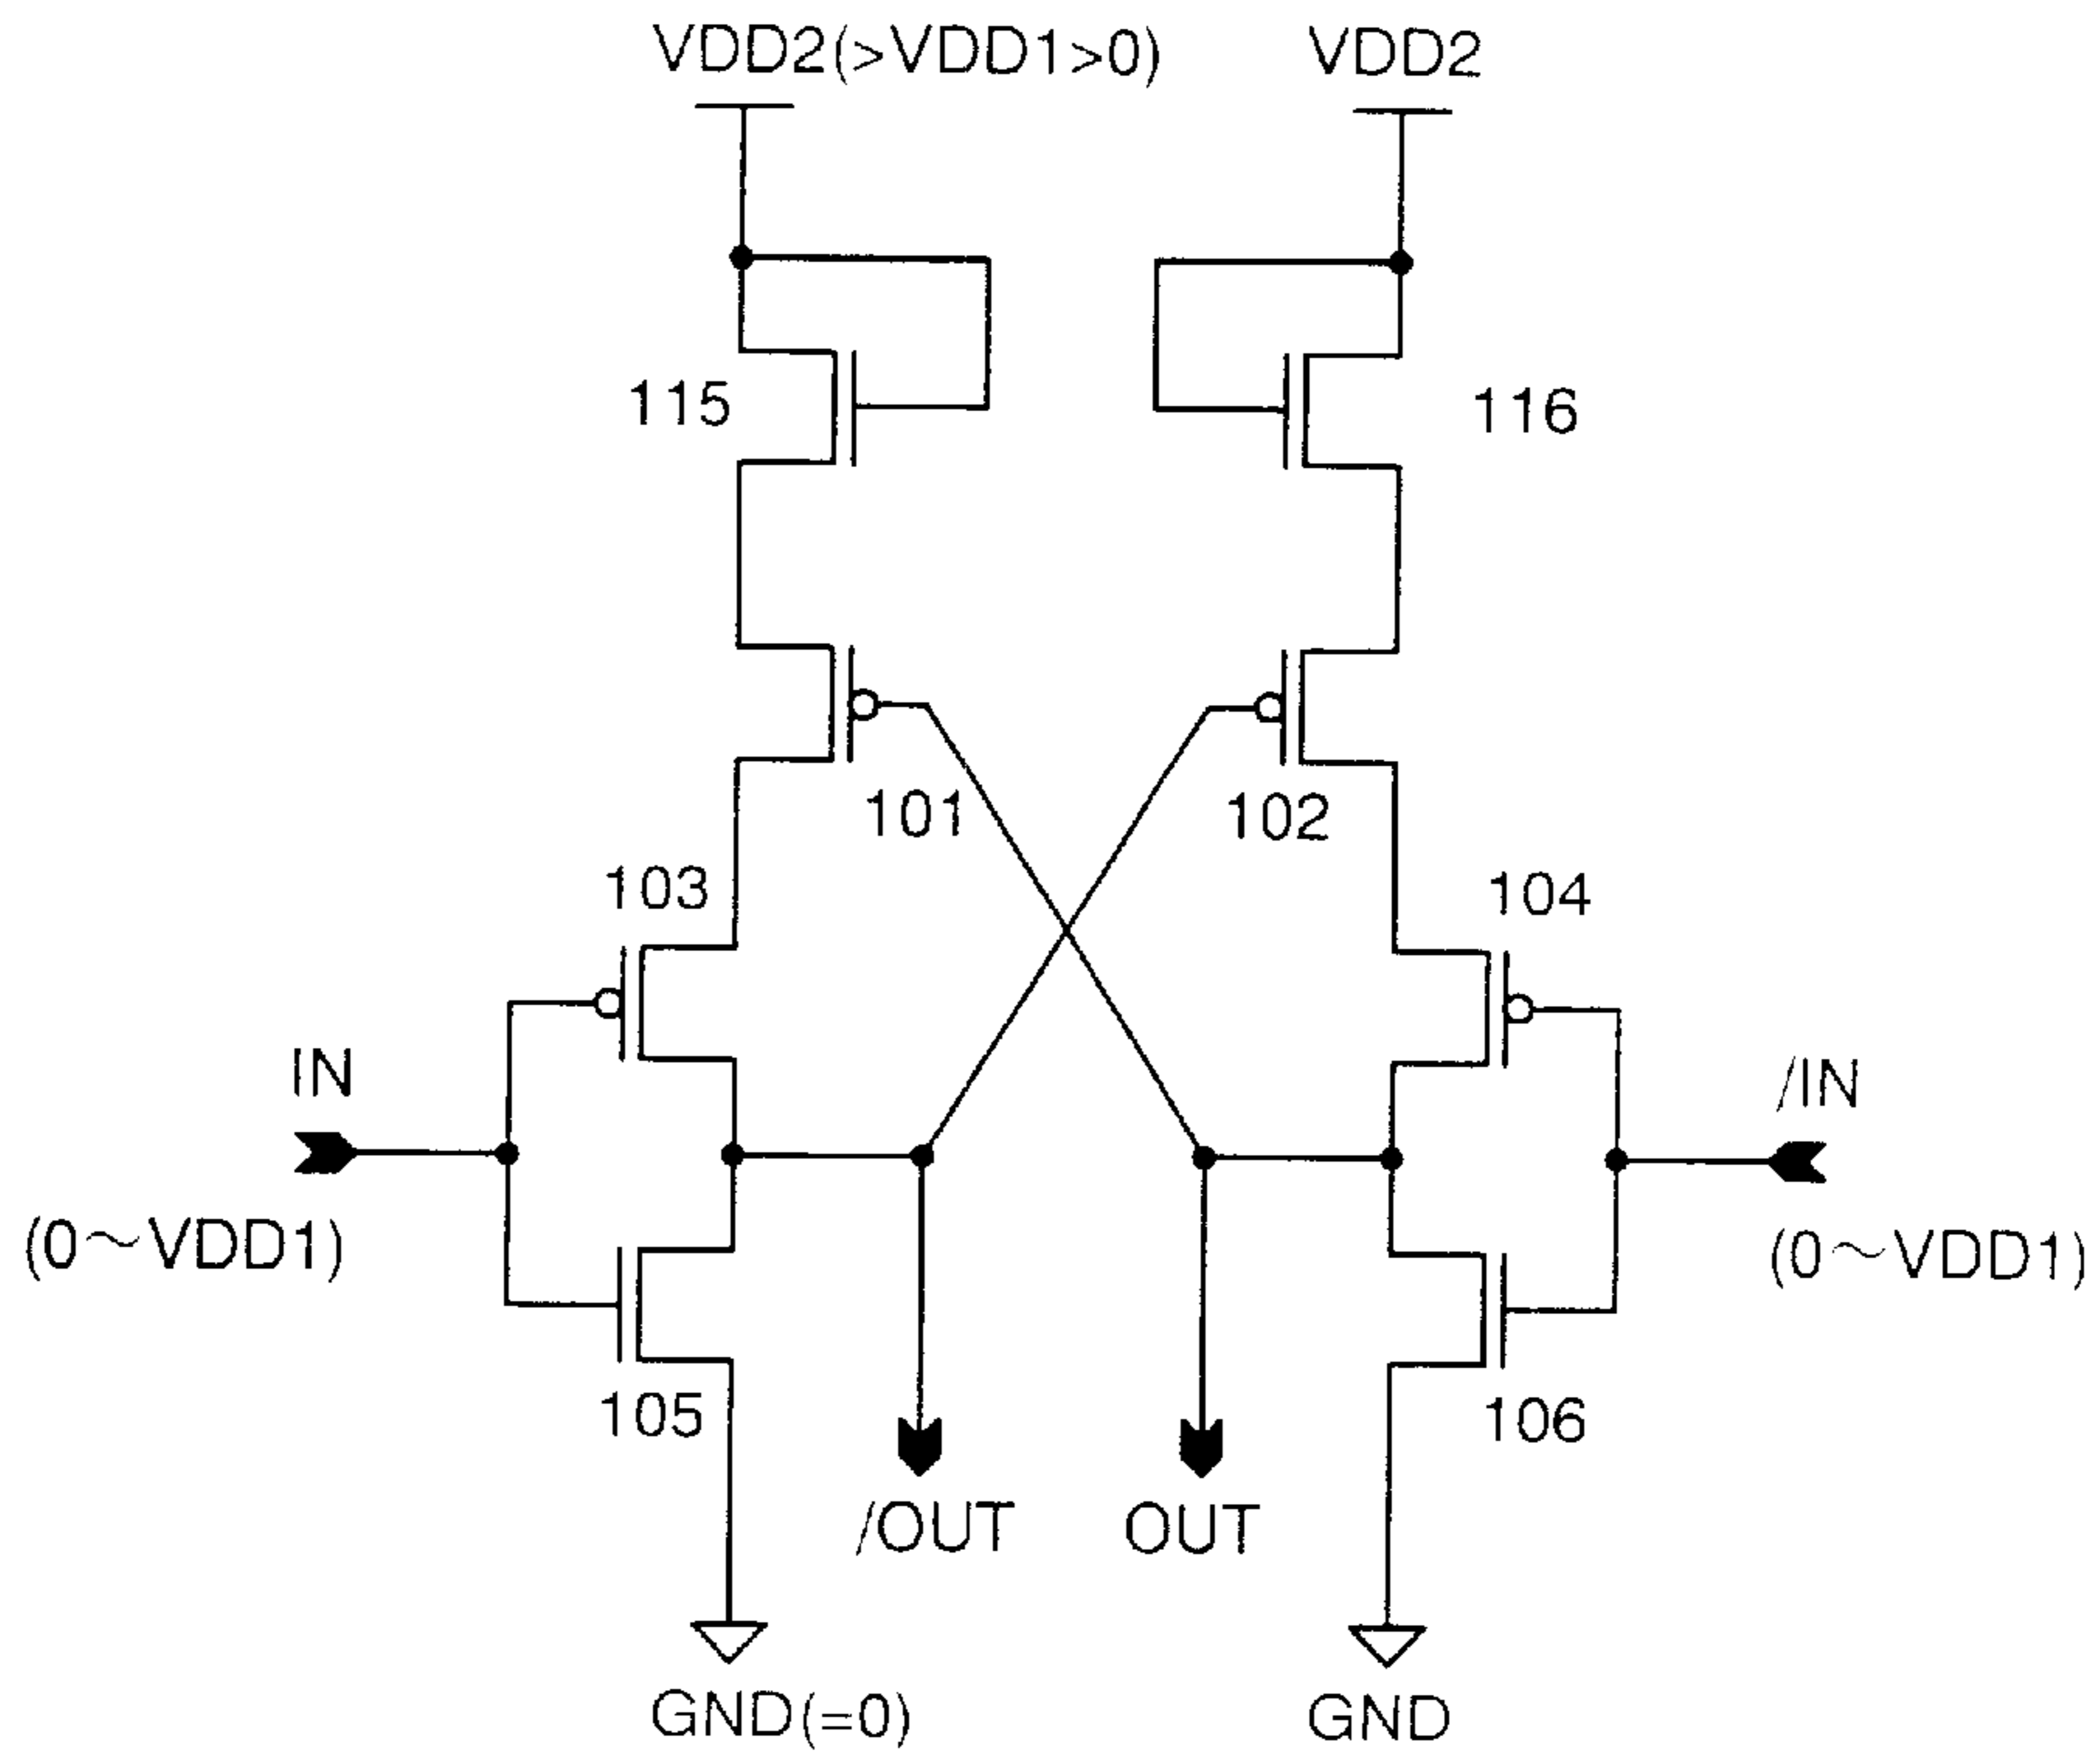 VDD2(>VDD1>0)
VDD2
115
116
101
102
103
104
IN
/IN
(0～VDD1)
(0～VDD1)
105
106
/OUT
OUT
GND(=0)
GND